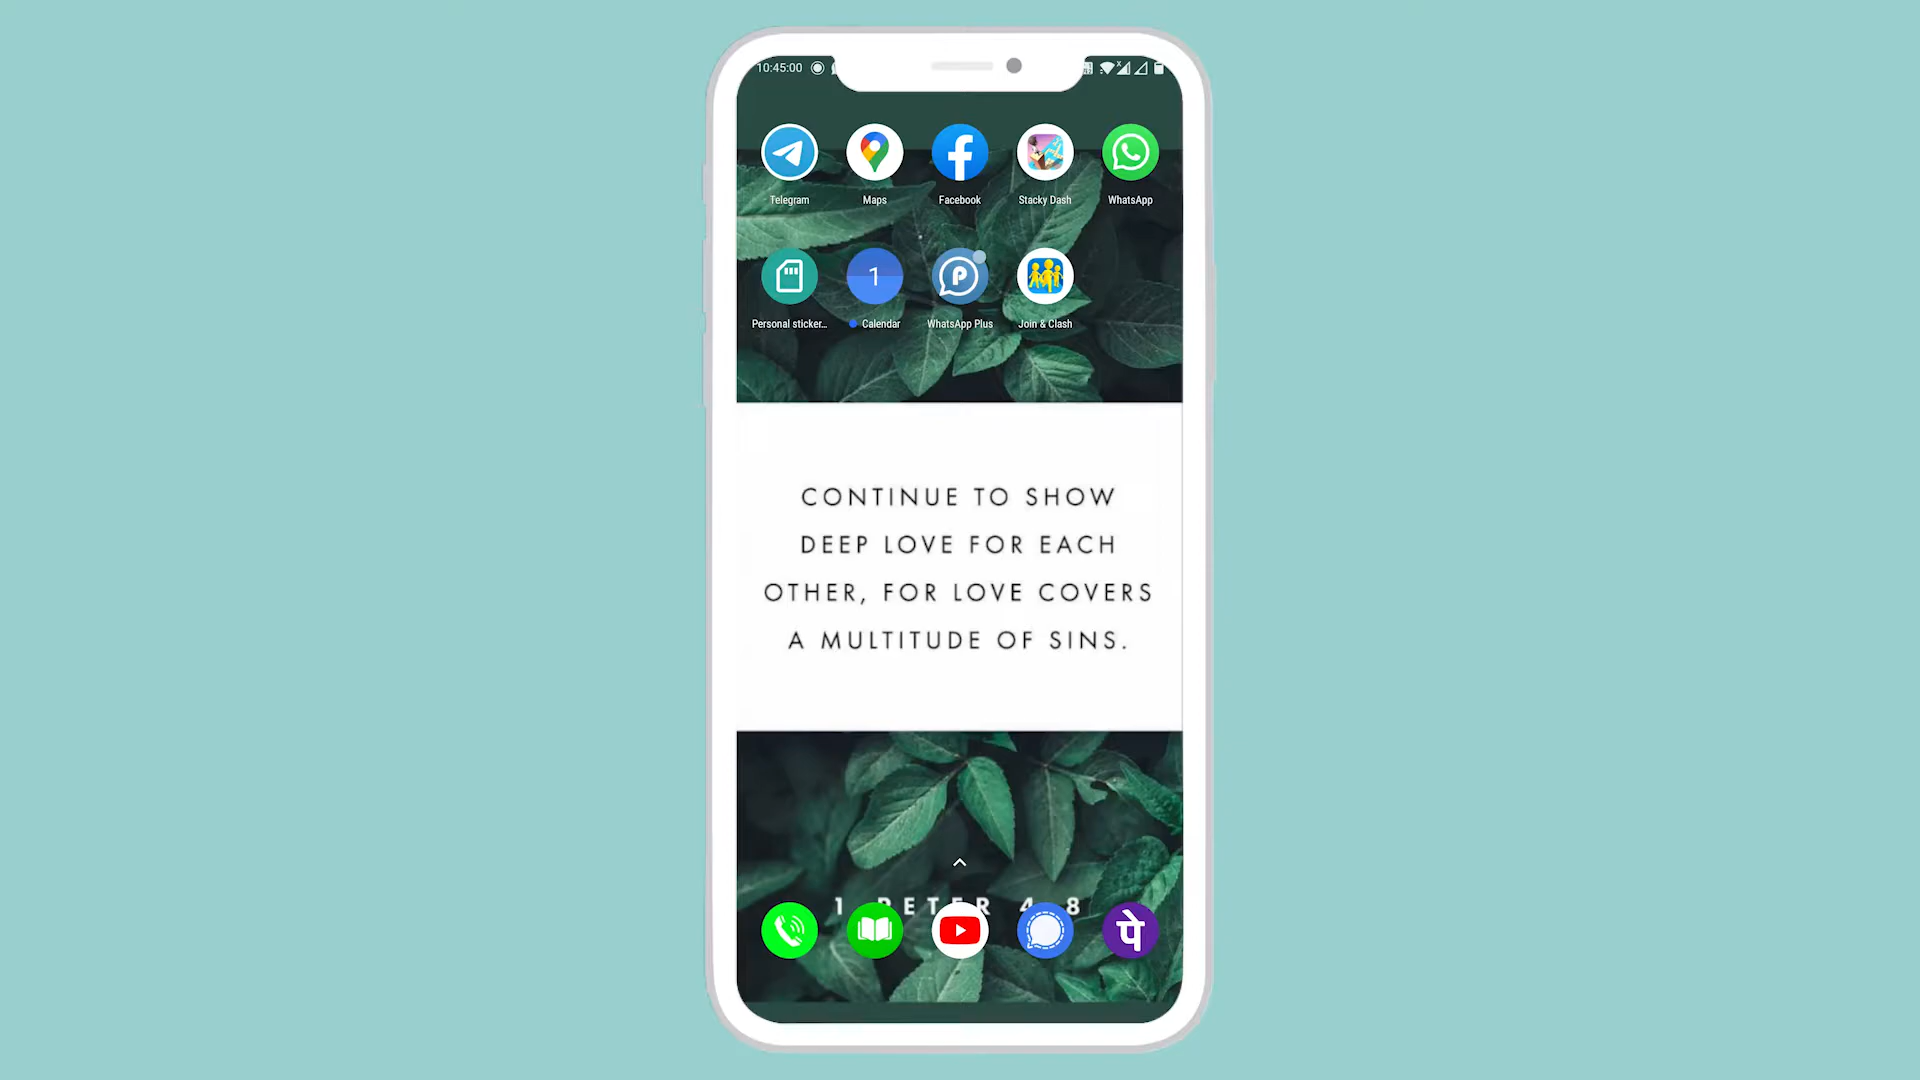 10:45:00
Telegram
Maps
Facebook
Stacky Dash
WhatsApp
1
P
Personal sticker...
Calendar
WhatsApp Plus
Join & Clash
CONTINUE TO SHOW
DEEP LOVE FOR EACH
OTHER, FOR LOVE COVERS
A MULTITUDE OF SINS.
1 PETER 4 8
पे